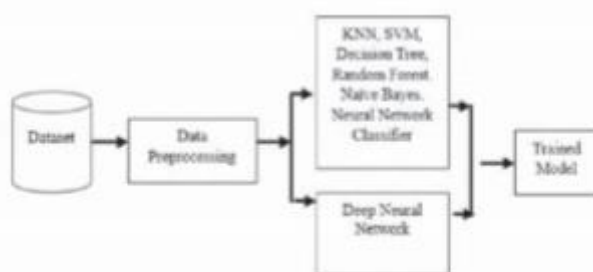 Dataset
Data
Preprocessing
KNN, SVM,
Decision Tree,
Random Forest.
Naive Bayes.
Neural Network
Classifier
Deep Neural
Network
Trained
Model